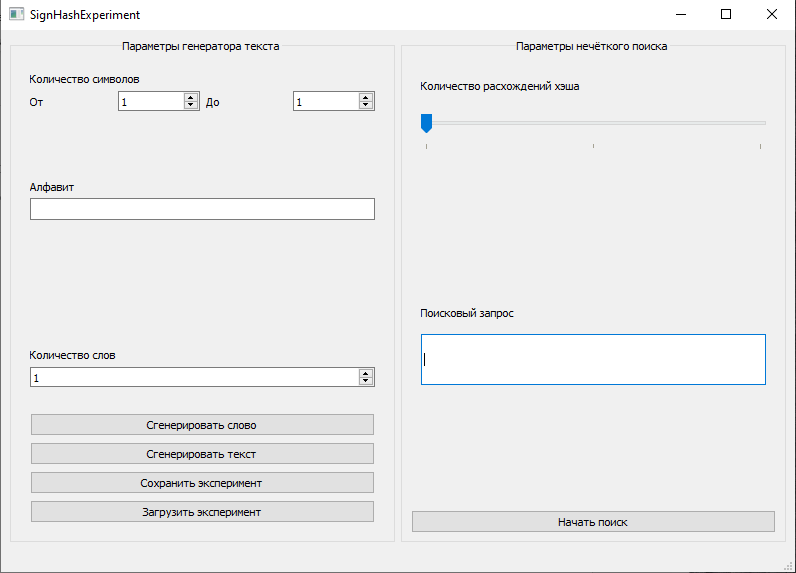 SignHashExperiment
Параметры генератора текста
Количество символов
От 1 До 1
Алфавит
Количество слов
1
Сгенерировать слово
Сгенерировать текст
Сохранить эксперимент
Загрузить эксперимент
Параметры нечёткого поиска
Количество расхождений хэша
Поисковый запрос
Начать поиск